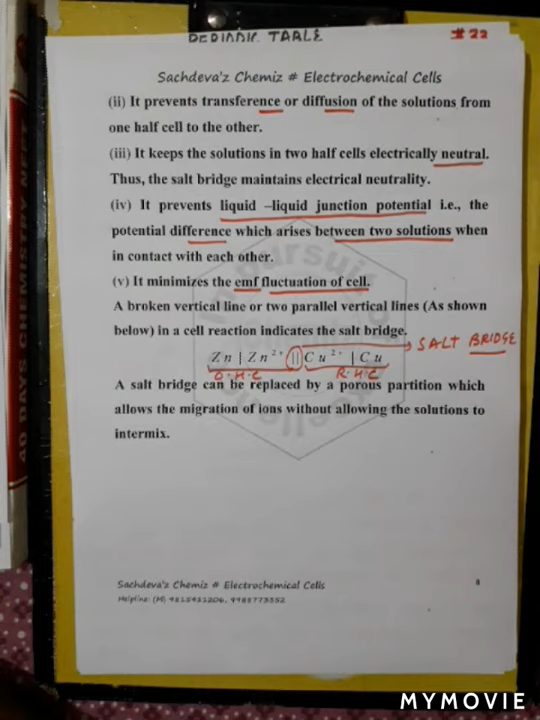 PERIODIC TABLE
#22
Sachdeva'z Chemiz # Electrochemical Cells
(ii) It prevents transference or diffusion of the solutions from
one half cell to the other.
(iii) It keeps the solutions in two half cells electrically neutral.
Thus, the salt bridge maintains electrical neutrality.
(iv) It prevents liquid –liquid junction potential i.e., the
potential difference which arises between two solutions when
in contact with each other.
(v) It minimizes the emf fluctuation of cell.
A broken vertical line or two parallel vertical lines (As shown
below) in a cell reaction indicates the salt bridge.
SALT BRIDGE
Zn | Zn²⁺ || Cu²⁺ | Cu
O.H.C R.H.C
A salt bridge can be replaced by a porous partition which
allows the migration of ions without allowing the solutions to
intermix.
Sachdeva'z Chemiz # Electrochemical Cells
8
Helpline: (M)
40 DAYS CHEMISTRY NEET
MYMOVIE